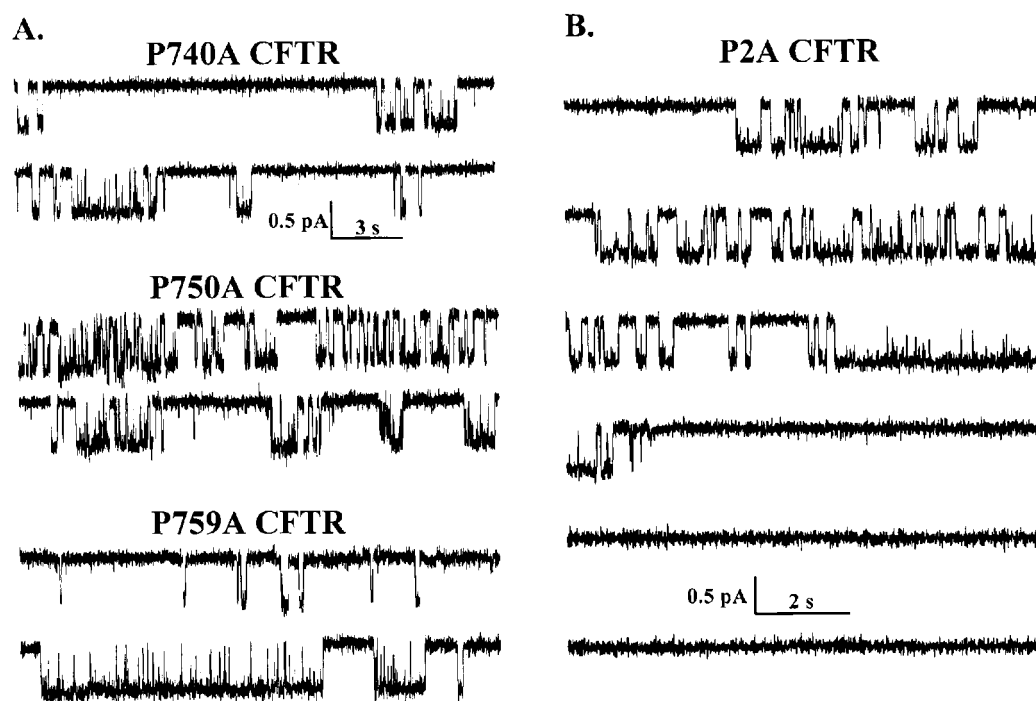 A.
P740A CFTR
0.5 pA
3 s
P750A CFTR
P759A CFTR
B.
P2A CFTR
0.5 pA
2 s